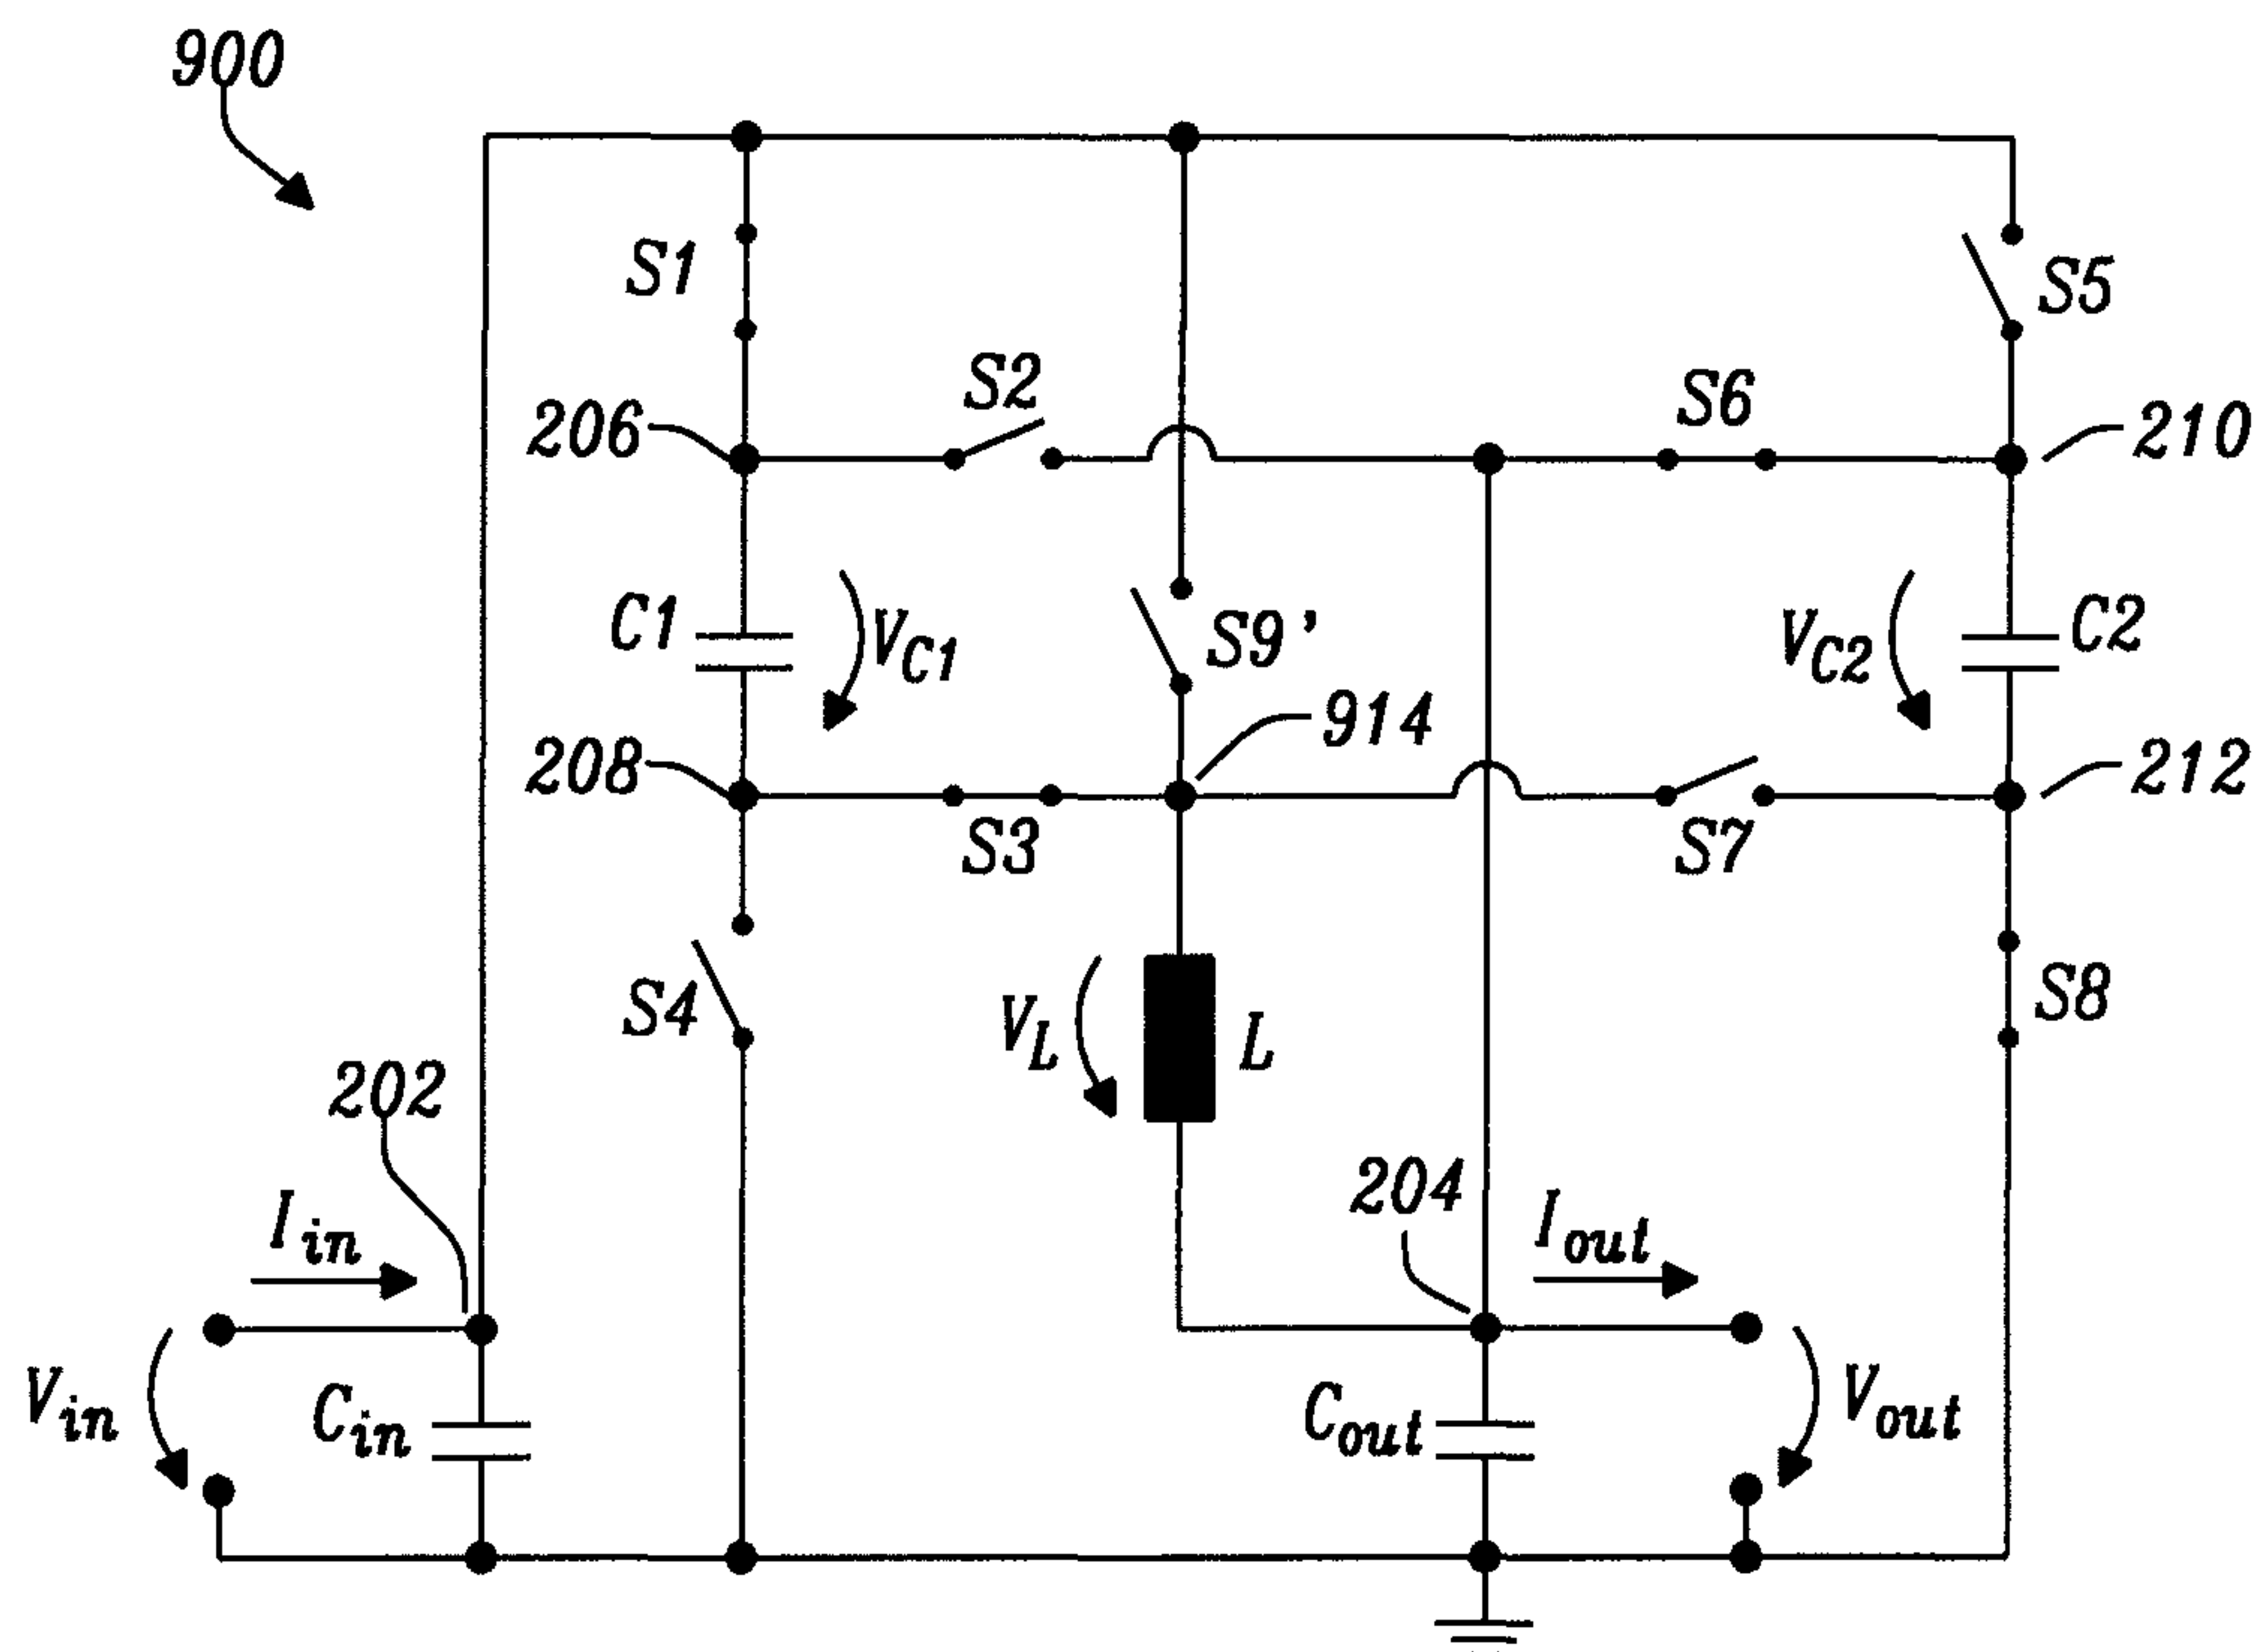 900
S1
S5
S2
S6
206
210
C1
VC1
S9'
VC2
C2
914
208
212
S3
S7
S4
VL
L
S8
202
204
Iin
Iout
Vin
Cin
Cout
Vout